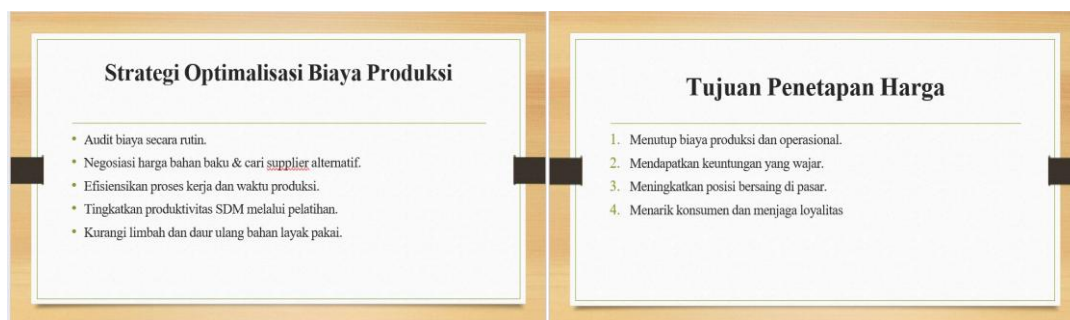 Strategi Optimalisasi Biaya Produksi
• Audit biaya secara rutin.
• Negosiasi harga bahan baku & cari supplier alternatif.
• Efisiensikan proses kerja dan waktu produksi.
• Tingkatkan produktivitas SDM melalui pelatihan.
• Kurangi limbah dan daur ulang bahan layak pakai.
Tujuan Penetapan Harga
1. Menutup biaya produksi dan operasional.
2. Mendapatkan keuntungan yang wajar.
3. Meningkatkan posisi bersaing di pasar.
4. Menarik konsumen dan menjaga loyalitas